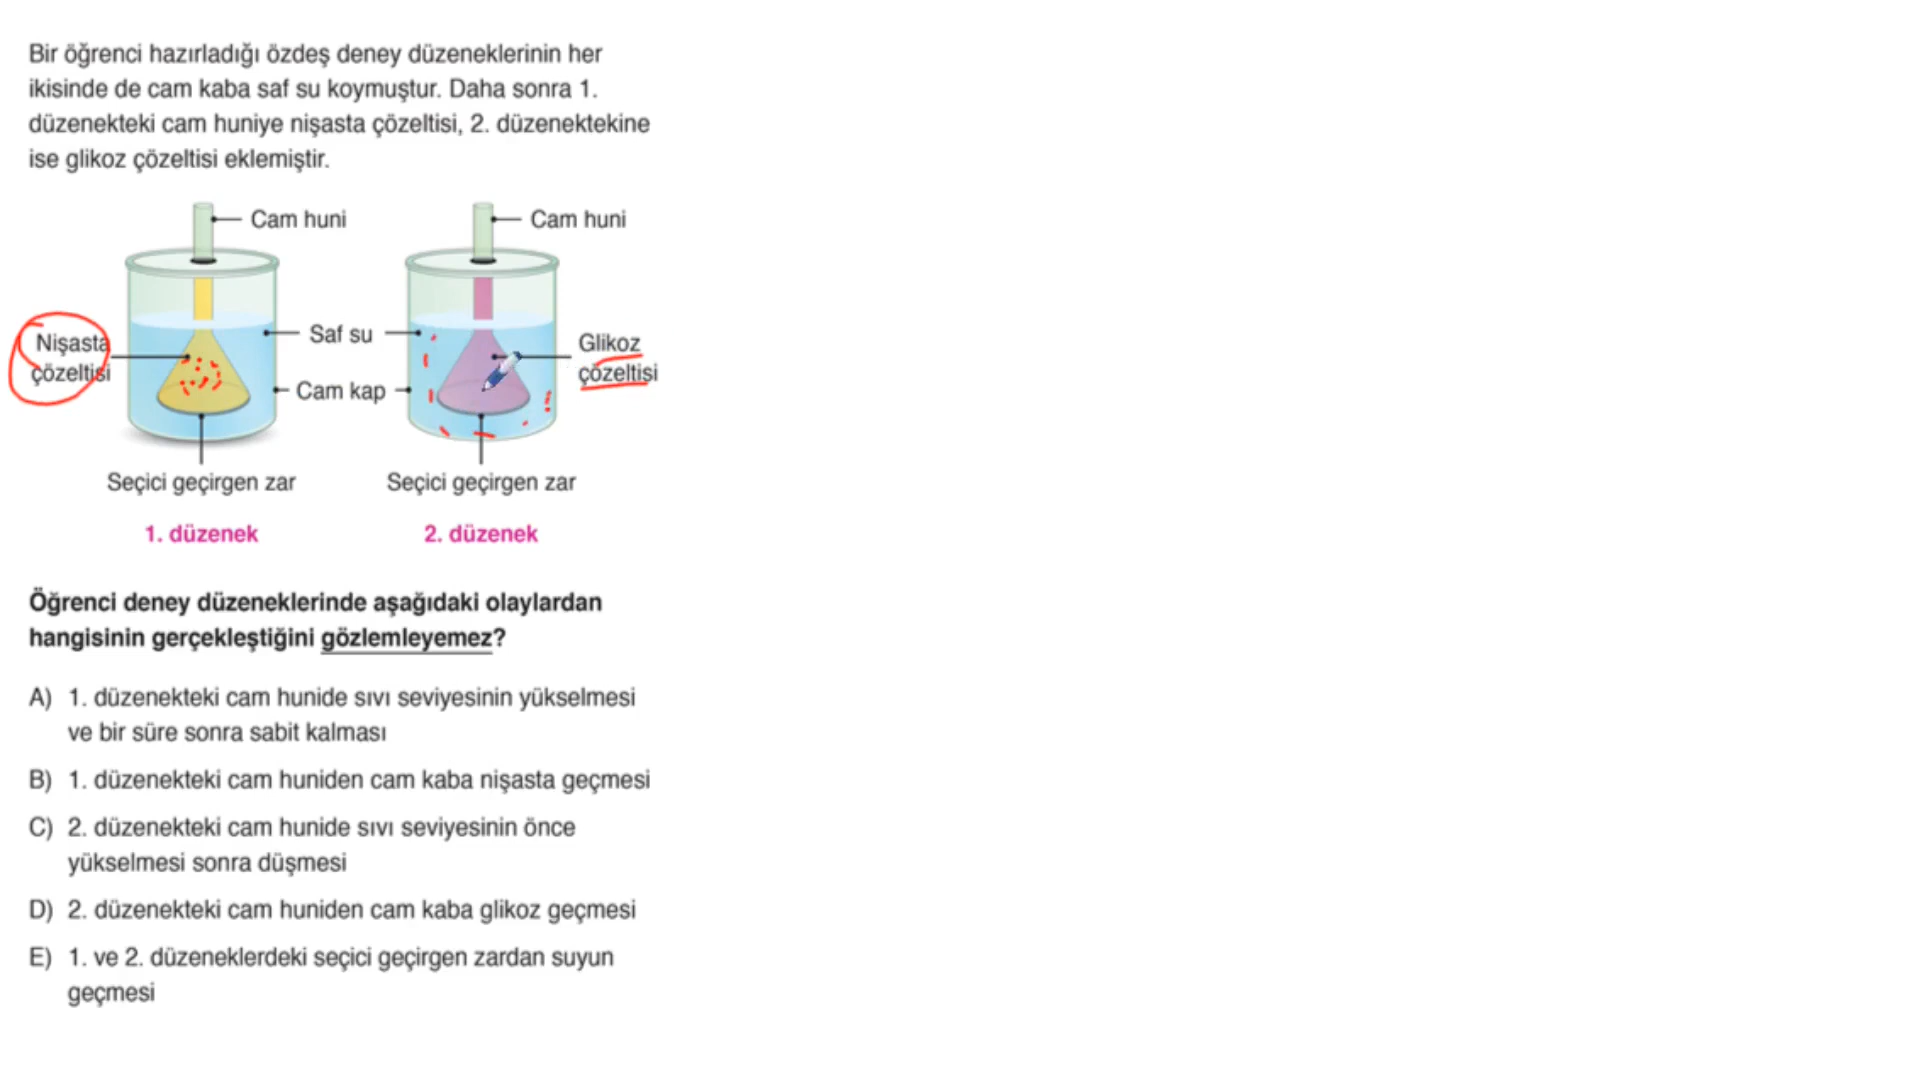 Bir öğrenci hazırladığı özdeş deney düzeneklerinin her
ikisinde de cam kaba saf su koymuştur. Daha sonra 1.
düzenekteki cam huniye nişasta çözeltisi, 2. düzenektekine
ise glikoz çözeltisi eklemiştir.
Cam huni
Cam huni
Nişasta
çözeltisi
Saf su
Cam kap
Glikoz
çözeltisi
Seçici geçirgen zar
Seçici geçirgen zar
1. düzenek
2. düzenek
Öğrenci deney düzeneklerinde aşağıdaki olaylardan
hangisinin gerçekleştiğini gözlemleyemez?
A) 1. düzenekteki cam hunide sıvı seviyesinin yükselmesi
ve bir süre sonra sabit kalması
B) 1. düzenekteki cam huniden cam kaba nişasta geçmesi
C) 2. düzenekteki cam hunide sıvı seviyesinin önce
yükselmesi sonra düşmesi
D) 2. düzenekteki cam huniden cam kaba glikoz geçmesi
E) 1. ve 2. düzeneklerdeki seçici geçirgen zardan suyun
geçmesi